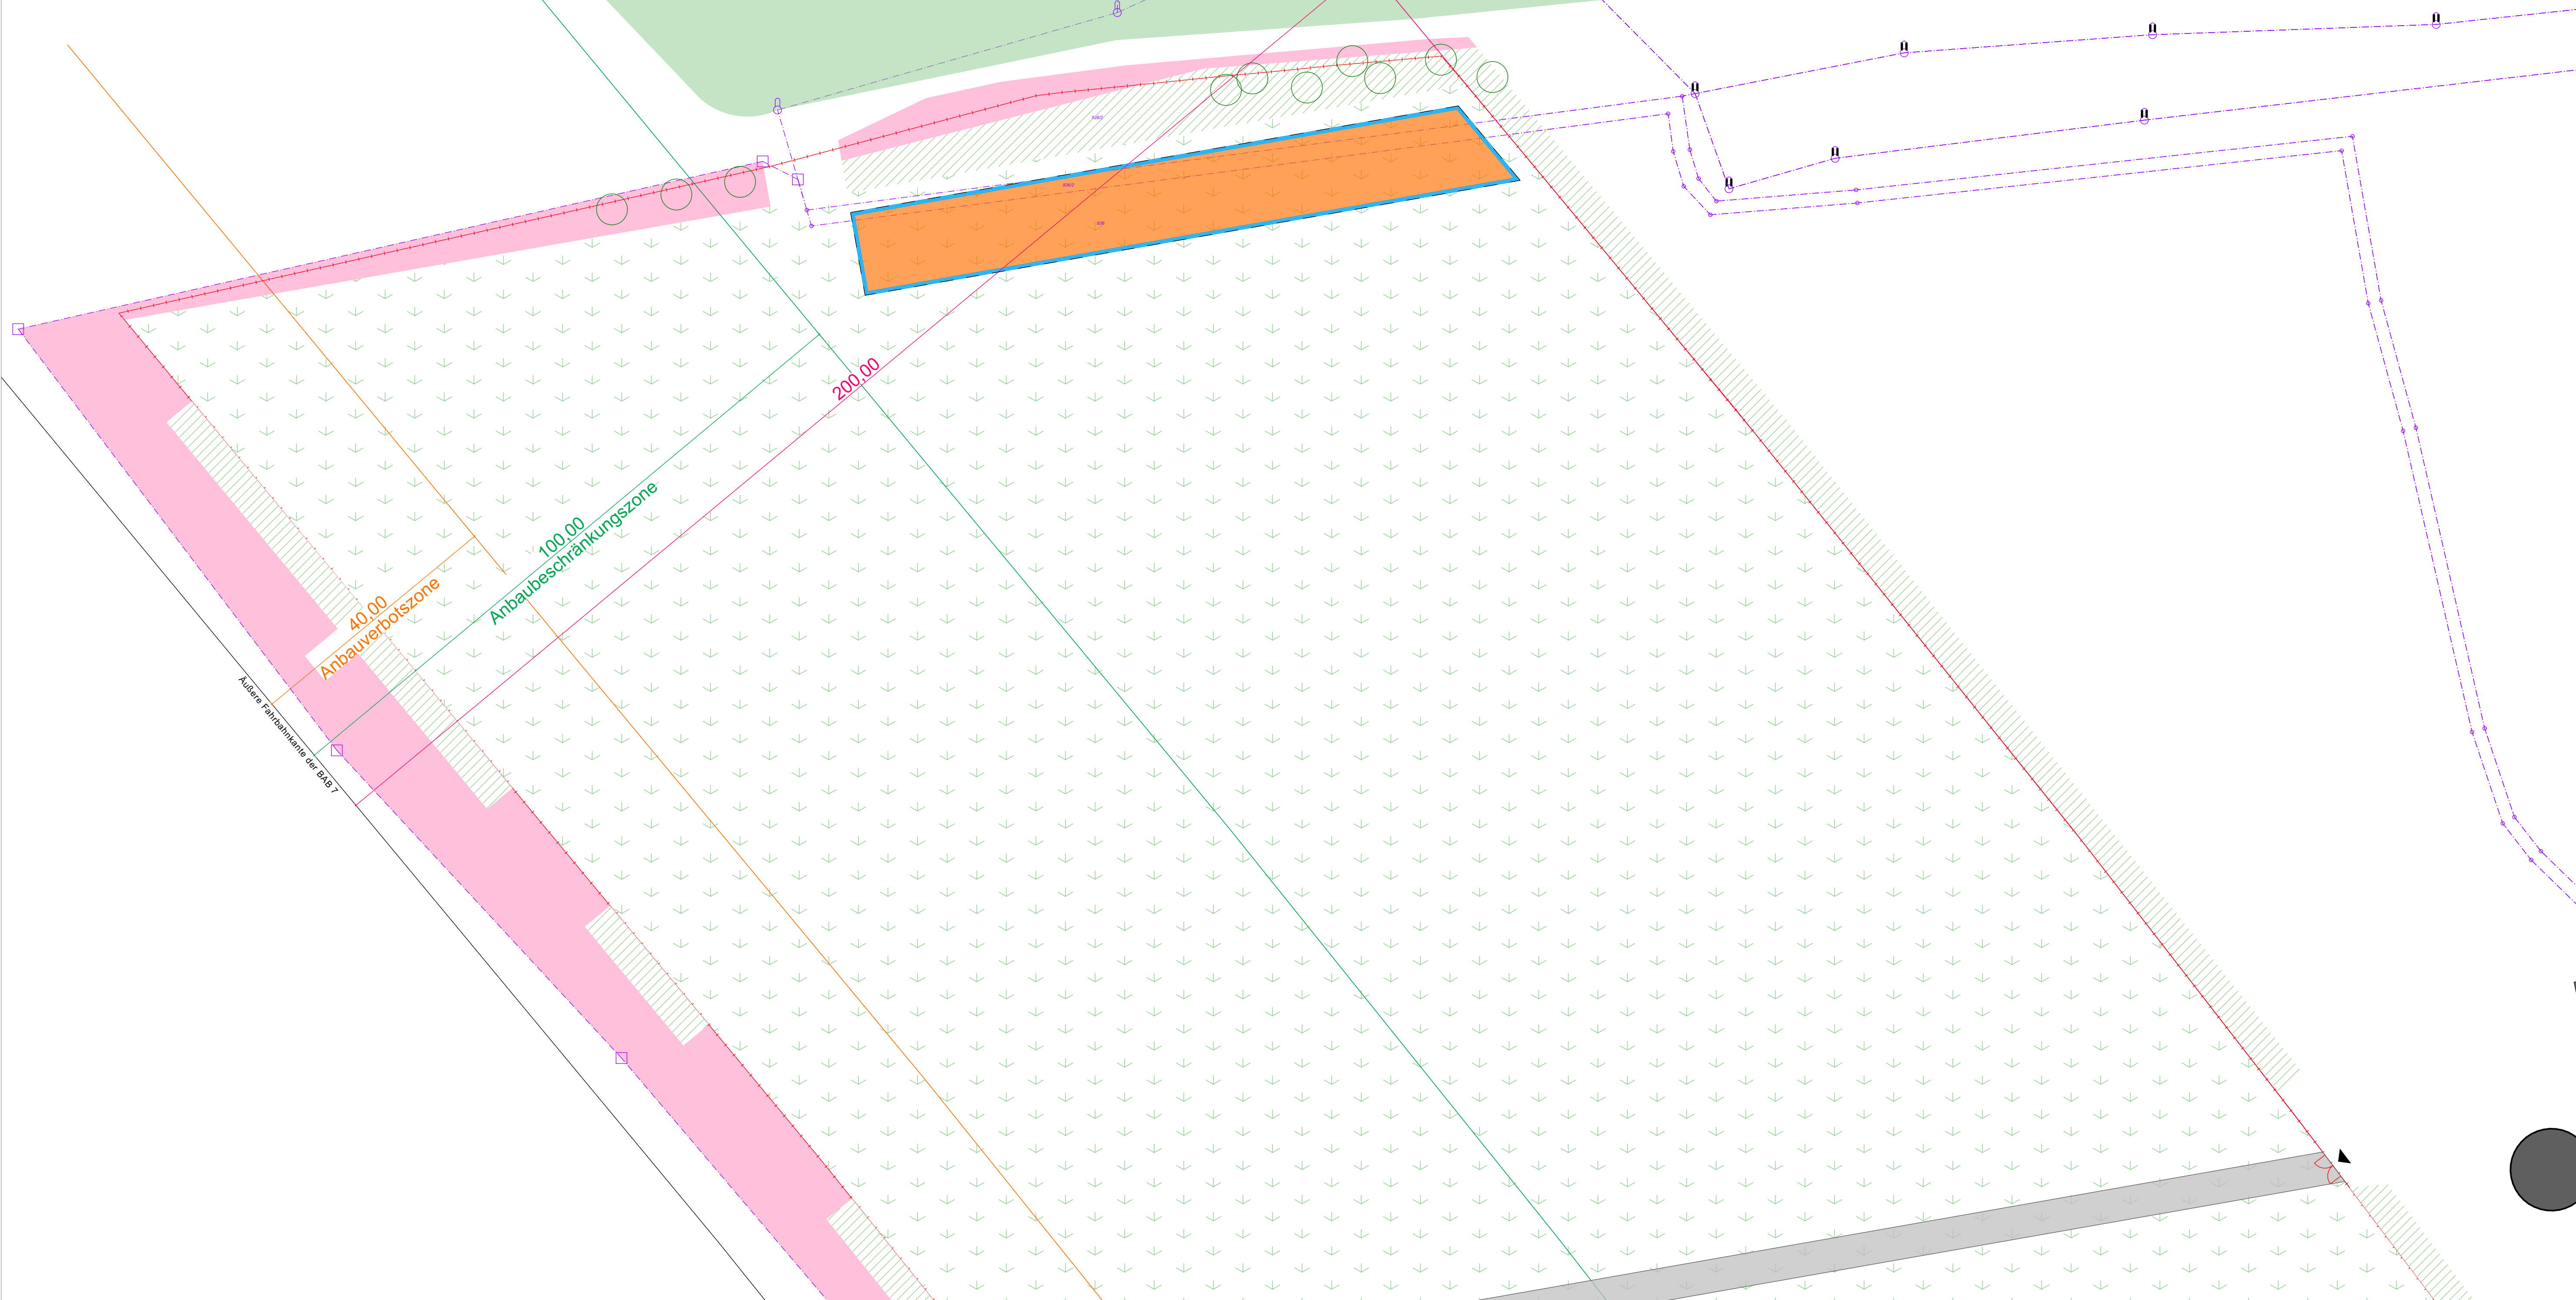 200,00
100,00
Anbaubeschränkungszone
40,00
Anbauverbotszone
Äußere Fahrbahnkante der BAB 7